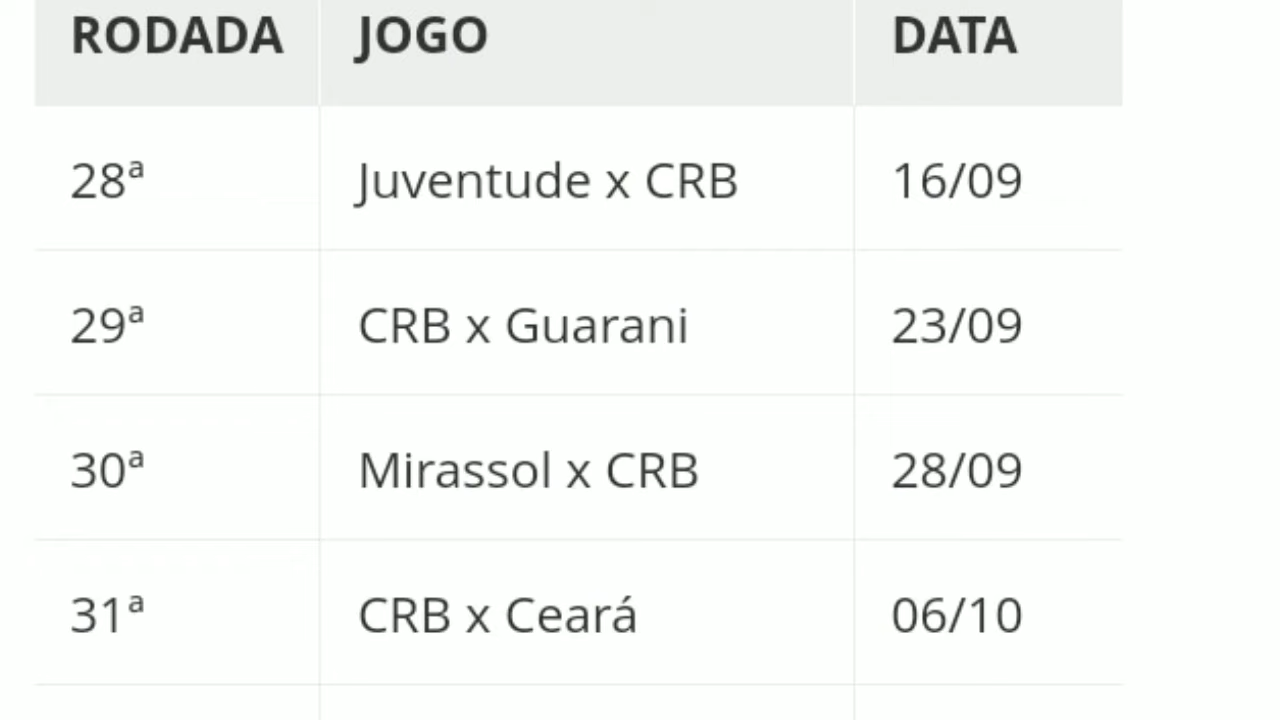 RODADA JOGO DATA
28ª Juventude x CRB 16/09
29ª CRB x Guarani 23/09
30ª Mirassol x CRB 28/09
31ª CRB x Ceará 06/10